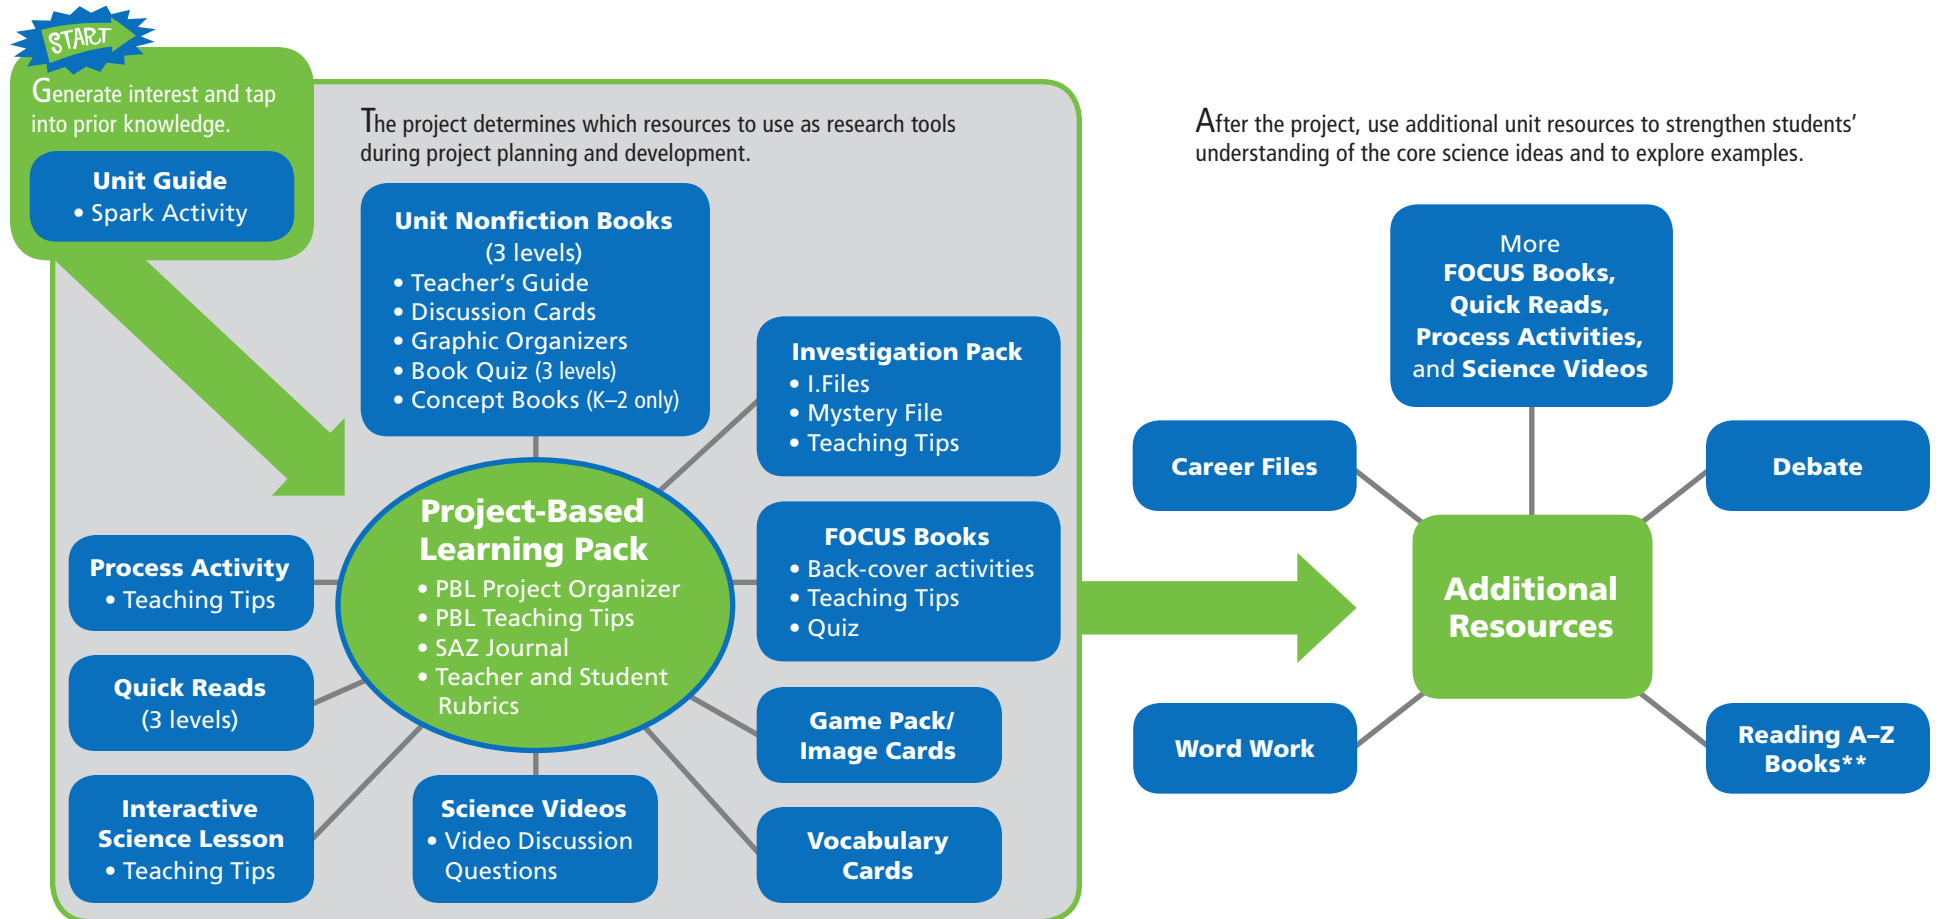 START
Generate interest and tap
into prior knowledge.
Unit Guide
• Spark Activity
The project determines which resources to use as research tools
during project planning and development.
Unit Nonfiction Books
(3 levels)
• Teacher's Guide
• Discussion Cards
• Graphic Organizers
• Book Quiz (3 levels)
• Concept Books (K–2 only)
Investigation Pack
• I.Files
• Mystery File
• Teaching Tips
Project-Based
Learning Pack
• PBL Project Organizer
• PBL Teaching Tips
• SAZ Journal
• Teacher and Student
Rubrics
FOCUS Books
• Back-cover activities
• Teaching Tips
• Quiz
Process Activity
• Teaching Tips
Quick Reads
(3 levels)
Interactive
Science Lesson
• Teaching Tips
Science Videos
• Video Discussion
Questions
Game Pack/
Image Cards
Vocabulary
Cards
After the project, use additional unit resources to strengthen students'
understanding of the core science ideas and to explore examples.
More
FOCUS Books,
Quick Reads,
Process Activities,
and Science Videos
Career Files
Debate
Additional
Resources
Word Work
Reading A–Z
Books**